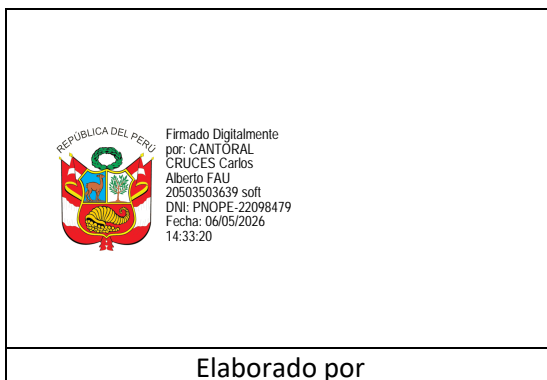 REPÚBLICA DEL PERÚ
Firmado Digitalmente
por: CANTORAL
CRUCES Carlos
Alberto FAU
20503503639 soft
DNI: PNOPE-22098479
Fecha: 06/05/2026
14:33:20
Elaborado por